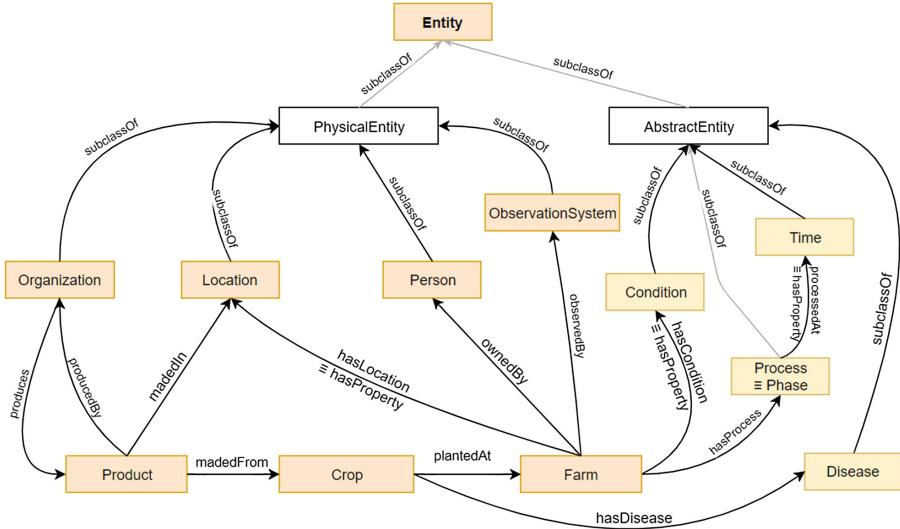 Entity
subclassOf
subclassOf
PhysicalEntity
AbstractEntity
subclassOf
subclassOf
subclassOf
subclassOf
subclassOf
subclassOf
subclassOf
subclassOf
ObservationSystem
Time
Organization
Location
Person
Condition
processedAt
≡ hasProperty
produces
producedBy
madedIn
hasLocation
≡ hasProperty
ownedBy
observedBy
hasCondition
≡ hasProperty
Process
≡ Phase
hasProcess
Product
madedFrom
Crop
plantedAt
Farm
Disease
hasDisease